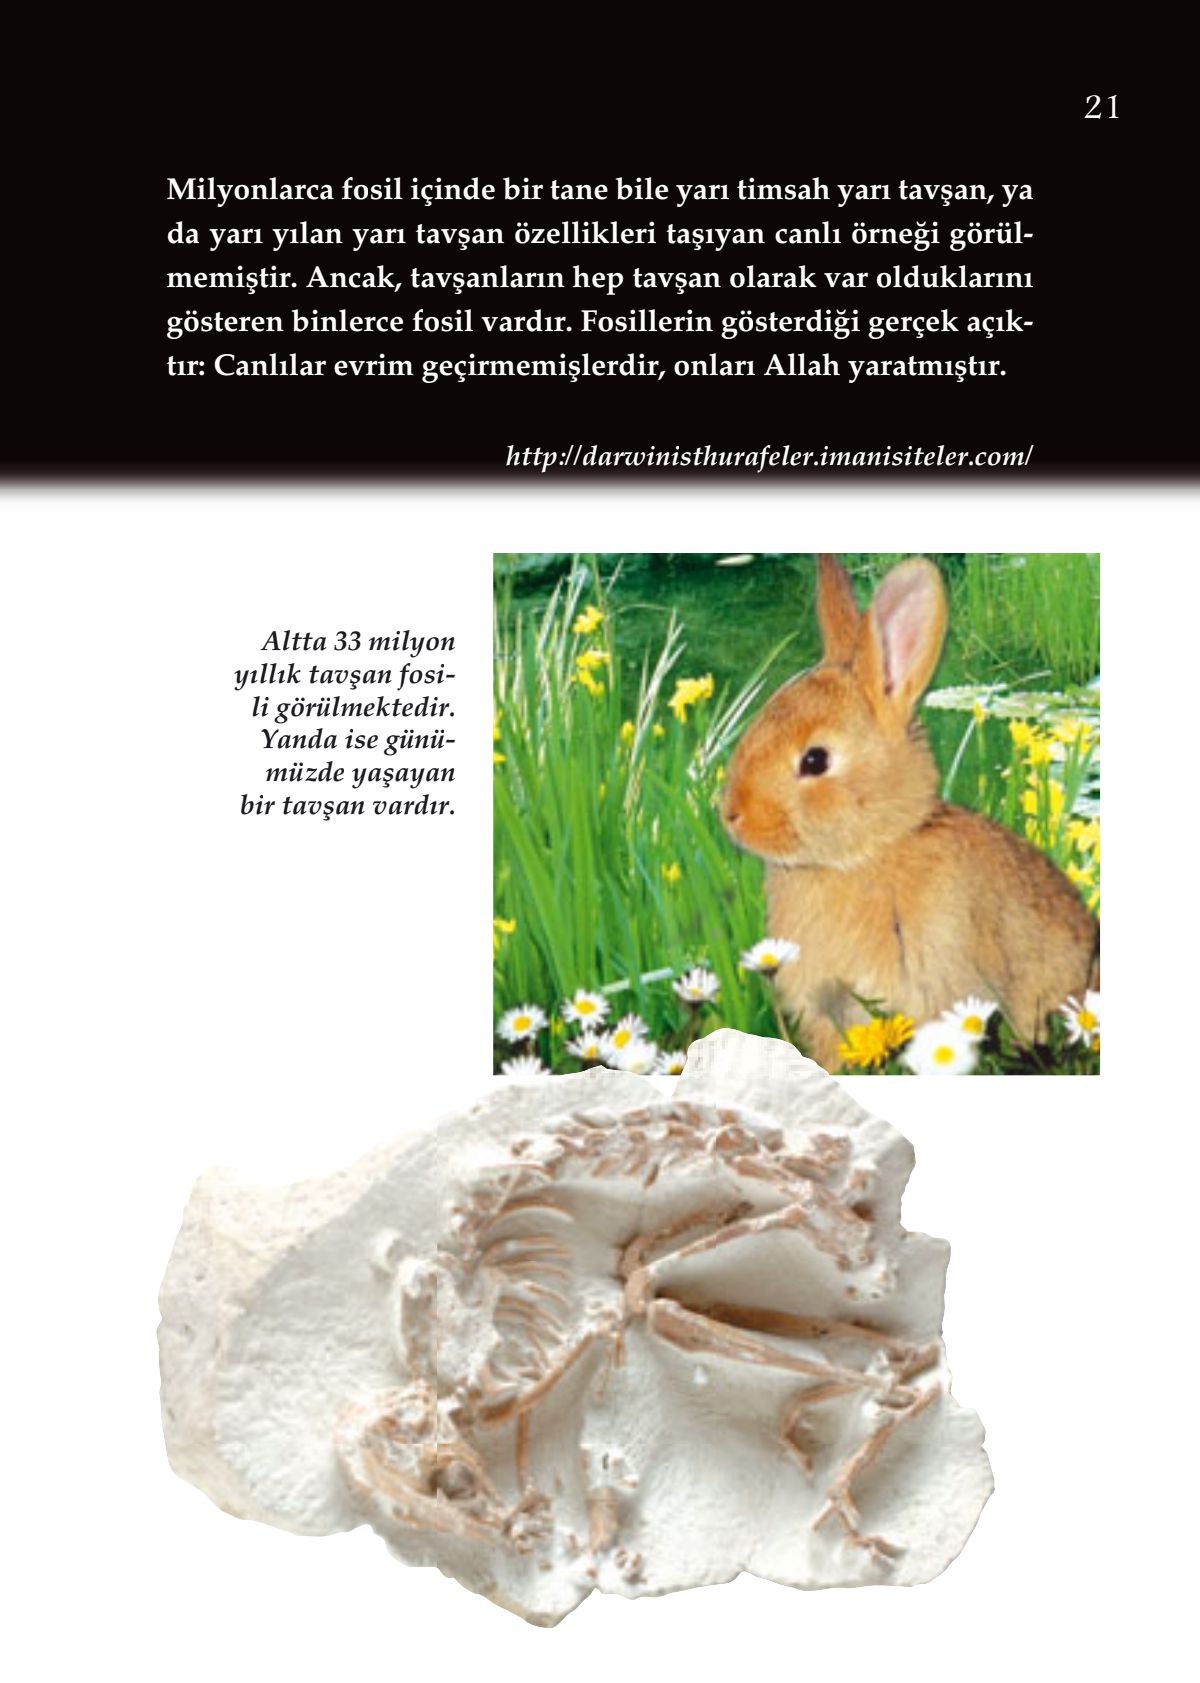 21
Milyonlarca fosil içinde bir tane bile yarı timsah yarı tavşan, ya
da yarı yılan yarı tavşan özellikleri taşıyan canlı örneği görül-
memiştir. Ancak, tavşanların hep tavşan olarak var olduklarını
gösteren binlerce fosil vardır. Fosillerin gösterdiği gerçek açık-
tır: Canlılar evrim geçirmemişlerdir, onları Allah yaratmıştır.
http://darwinisthurafeler.imanisiteler.com/
Altta 33 milyon
yıllık tavşan fosi-
li görülmektedir.
Yanda ise günü-
müzde yaşayan
bir tavşan vardır.